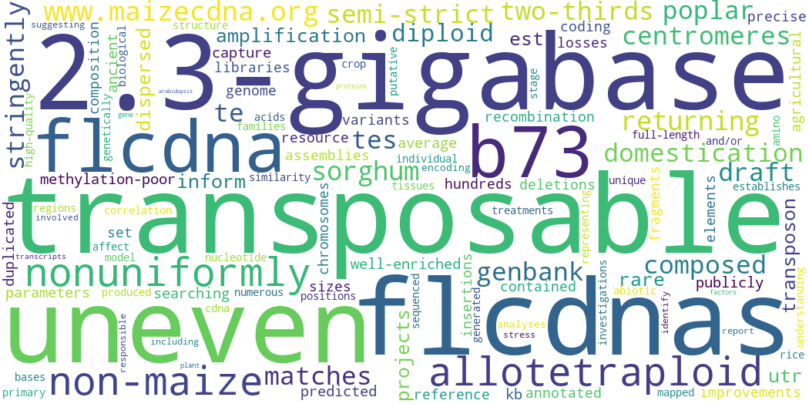 www.maizecdna.org semi-strict two-thirds poplar precise
suggesting structure composition ancient biological dispersed amplification diploid est coding losses centromeres
stringently high-quality genetically capture libraries genome crop putative stage agricultural
2.3-gigabase
arabidopsis gene te acids variants recombination returning
flcdna families resource tes average b73 full-length and/or amino
proteins assemblies individual encoding domestication
methylation-poor inform similarity sorghum tissues hundreds deletions unique draft establishes
transposable
duplicated regions correlation set chromosomes treatments representing fragments elements transposon
involved affect model nucleotide
transcripts nonuniformly well-enriched genbank composed
parameters produced searching numerous sizes positions contained insertions generated sequenced rare abiotic publicly factors understanding
uneven flcdnas
cdna responsible including projects analyses stress investigations identify report rice
plant
bases non-maize matches allotetraploid utr
primary predicted reference kb annotated mapped improvements